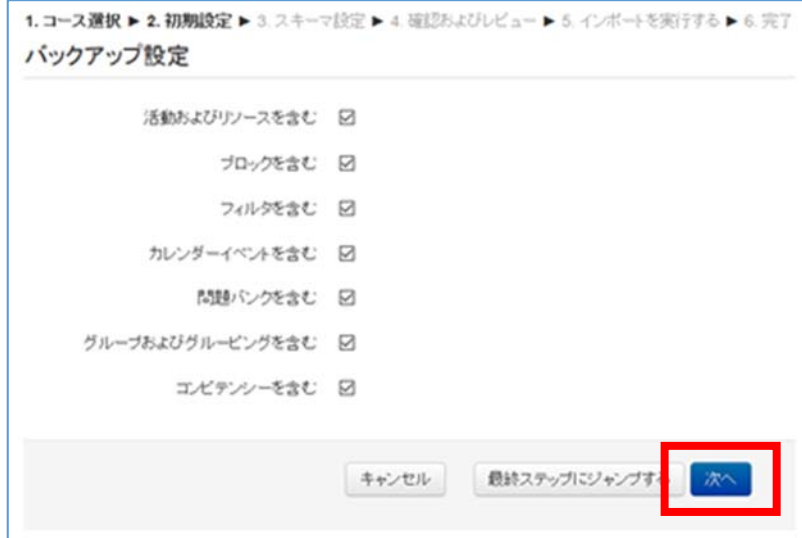 1. コース選択 ► 2. 初期設定 ► 3. スキーマ設定 ► 4. 確認およびレビュー ► 5. インポートを実行する ► 6. 完了
バックアップ設定
活動およびリソースを含む
ブロックを含む
フィルタを含む
カレンダーイベントを含む
問題バンクを含む
グループおよびグルーピングを含む
コンピテンシーを含む
キャンセル 最終ステップにジャンプする 次へ